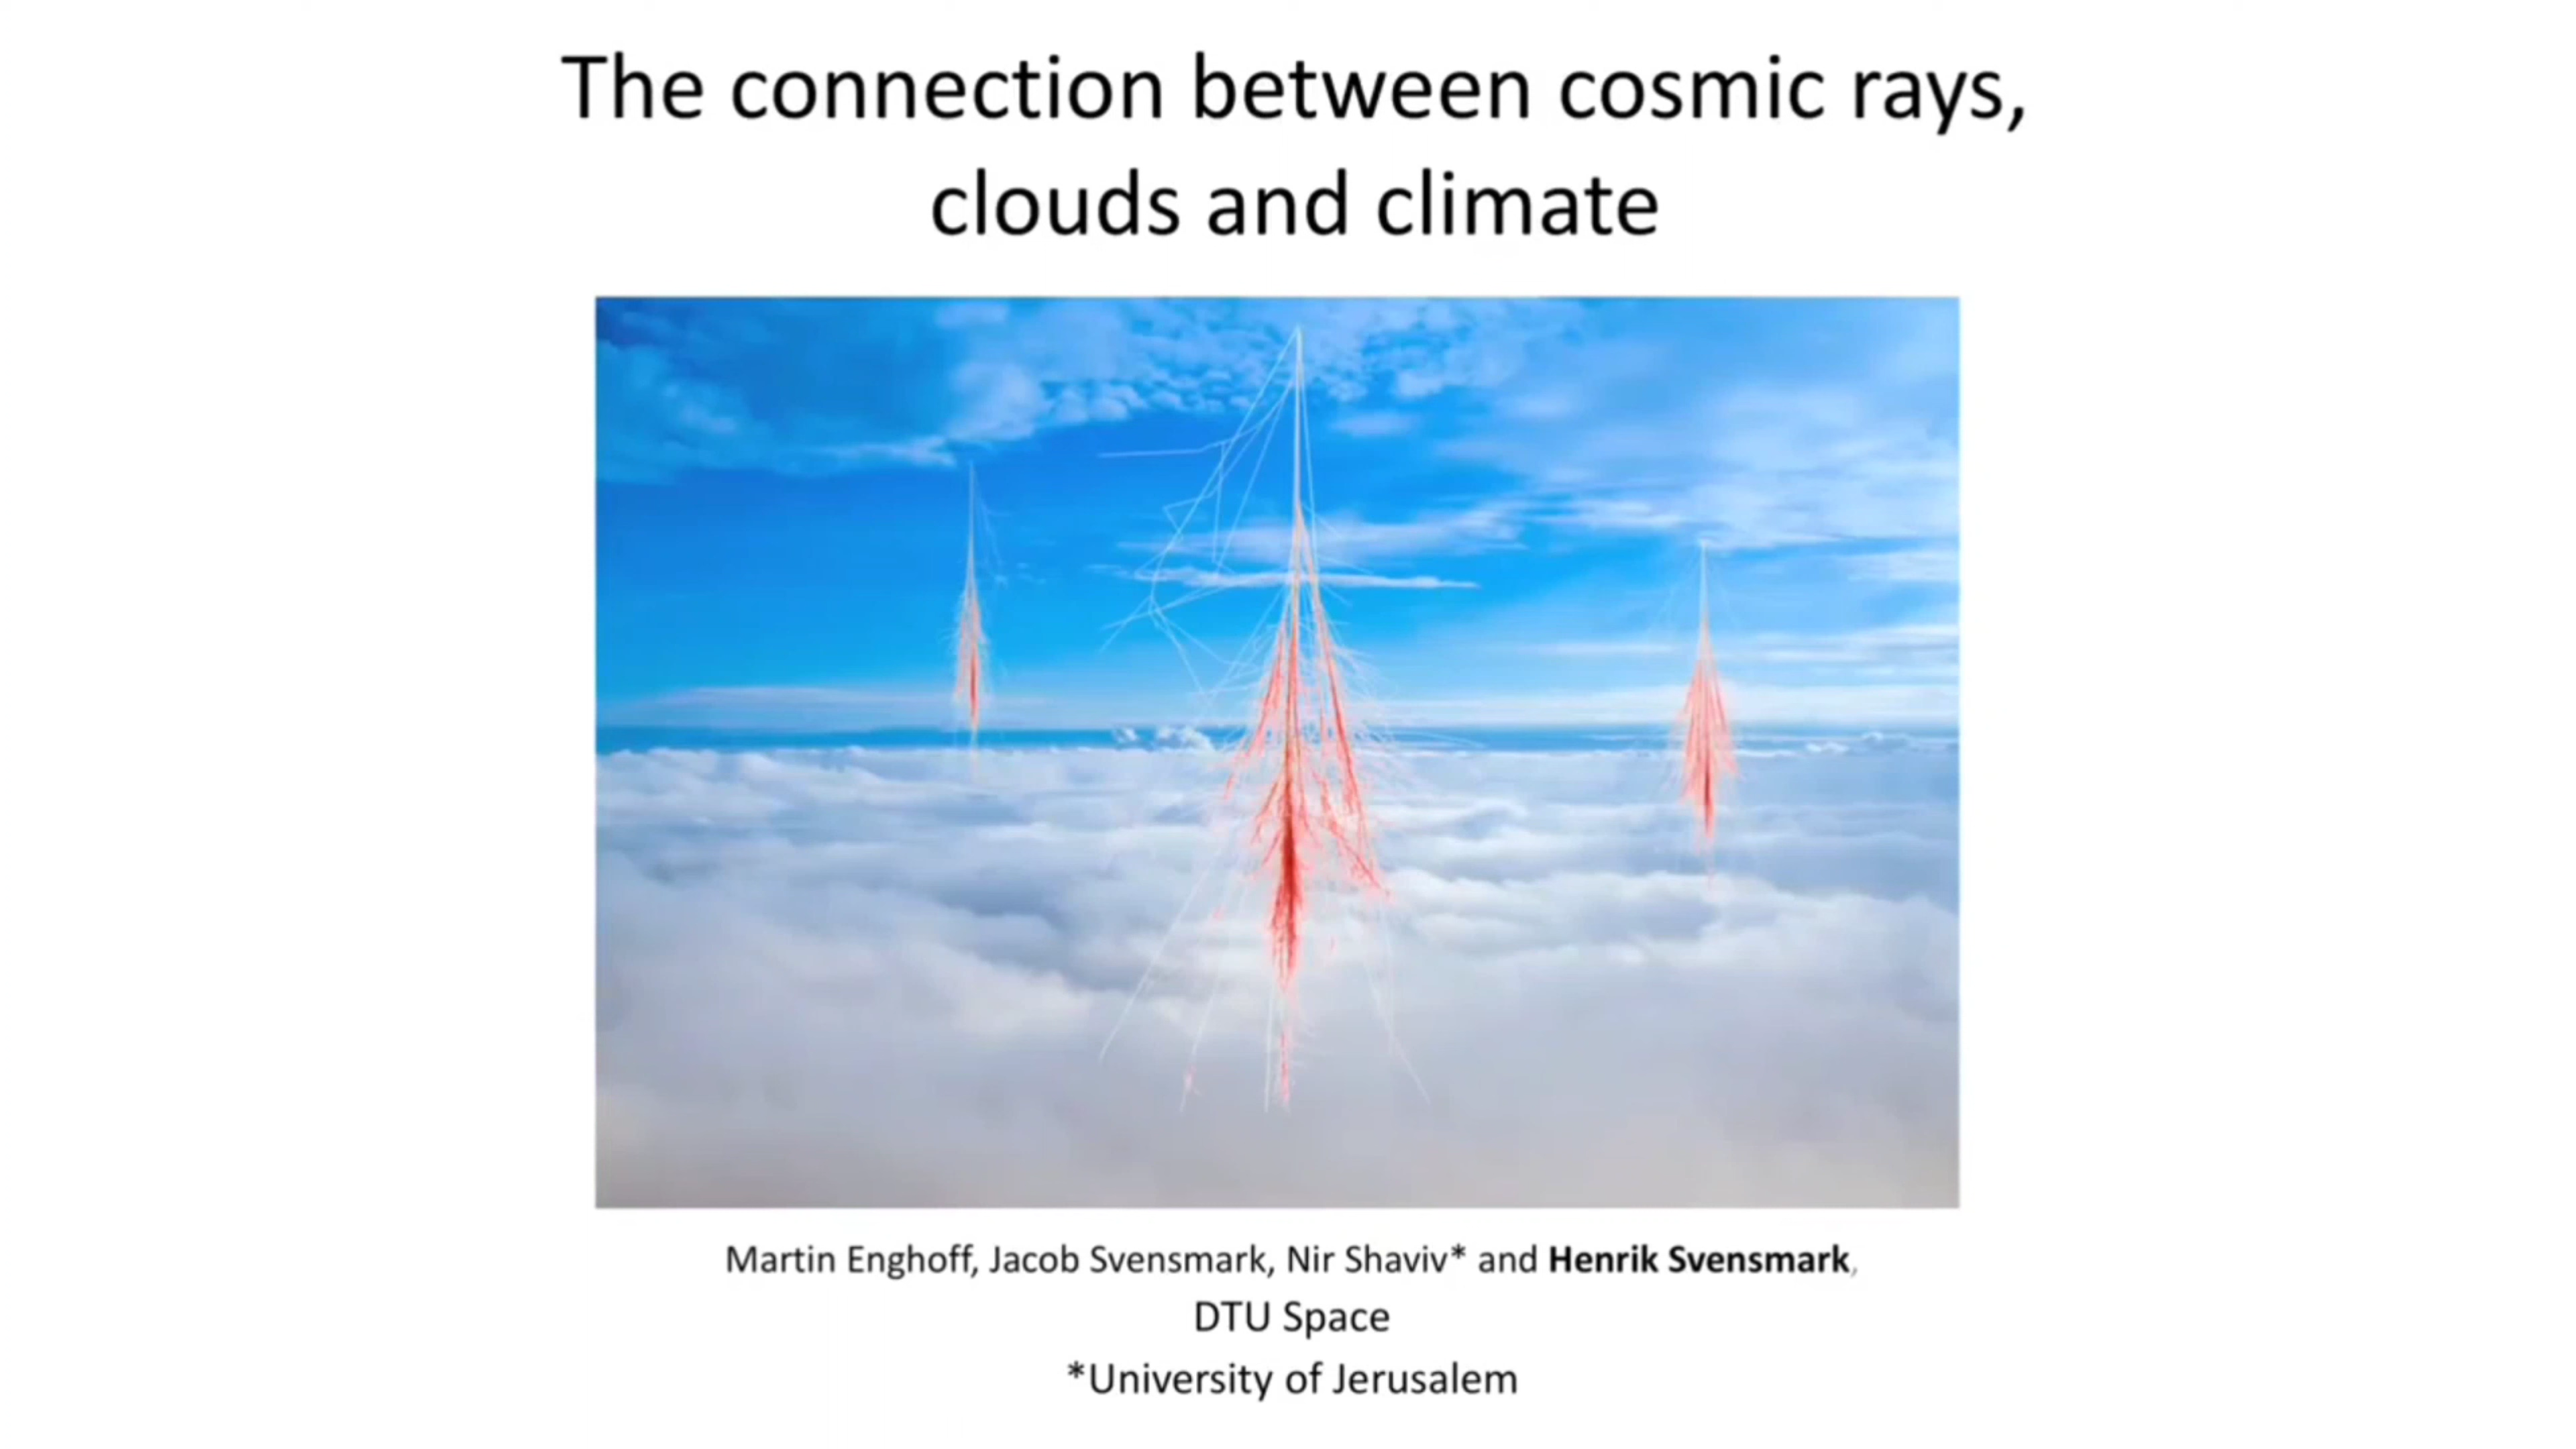 The connection between cosmic rays,
clouds and climate
Martin Enghoff, Jacob Svensmark, Nir Shaviv* and Henrik Svensmark,
DTU Space
*University of Jerusalem